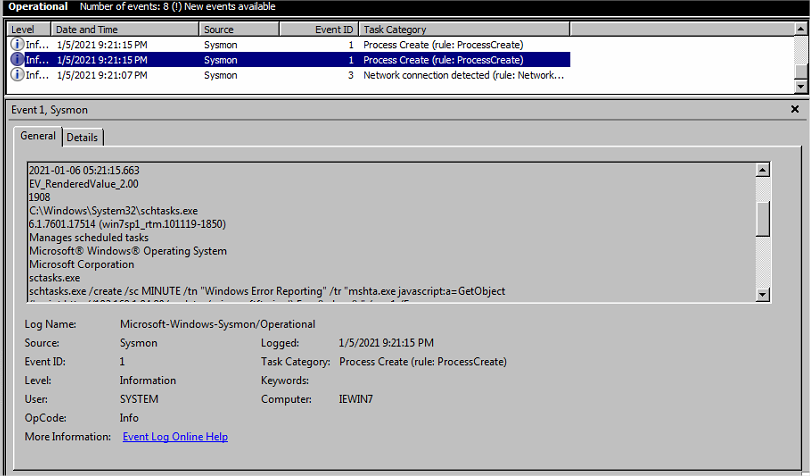 Operational Number of events: 8 (!) New events available
Level Date and Time Source Event ID Task Category
Inf... 1/5/2021 9:21:15 PM Sysmon 1 Process Create (rule: ProcessCreate)
Inf... 1/5/2021 9:21:15 PM Sysmon 1 Process Create (rule: ProcessCreate)
Inf... 1/5/2021 9:21:07 PM Sysmon 3 Network connection detected (rule: Network...
Event 1, Sysmon
General Details
2021-01-06 05:21:15.663
EV_RenderedValue_2.00
1908
C:\Windows\System32\schtasks.exe
6.1.7601.17514 (win7sp1_rtm.101119-1850)
Manages scheduled tasks
Microsoft® Windows® Operating System
Microsoft Corporation
sctasks.exe
schtasks.exe /create /sc MINUTE /tn "Windows Error Reporting" /tr "mshta.exe javascript:a=GetObject
Log Name: Microsoft-Windows-Sysmon/Operational
Source: Sysmon Logged: 1/5/2021 9:21:15 PM
Event ID: 1 Task Category: Process Create (rule: ProcessCreate)
Level: Information Keywords:
User: SYSTEM Computer: IEWIN7
OpCode: Info
More Information: Event Log Online Help